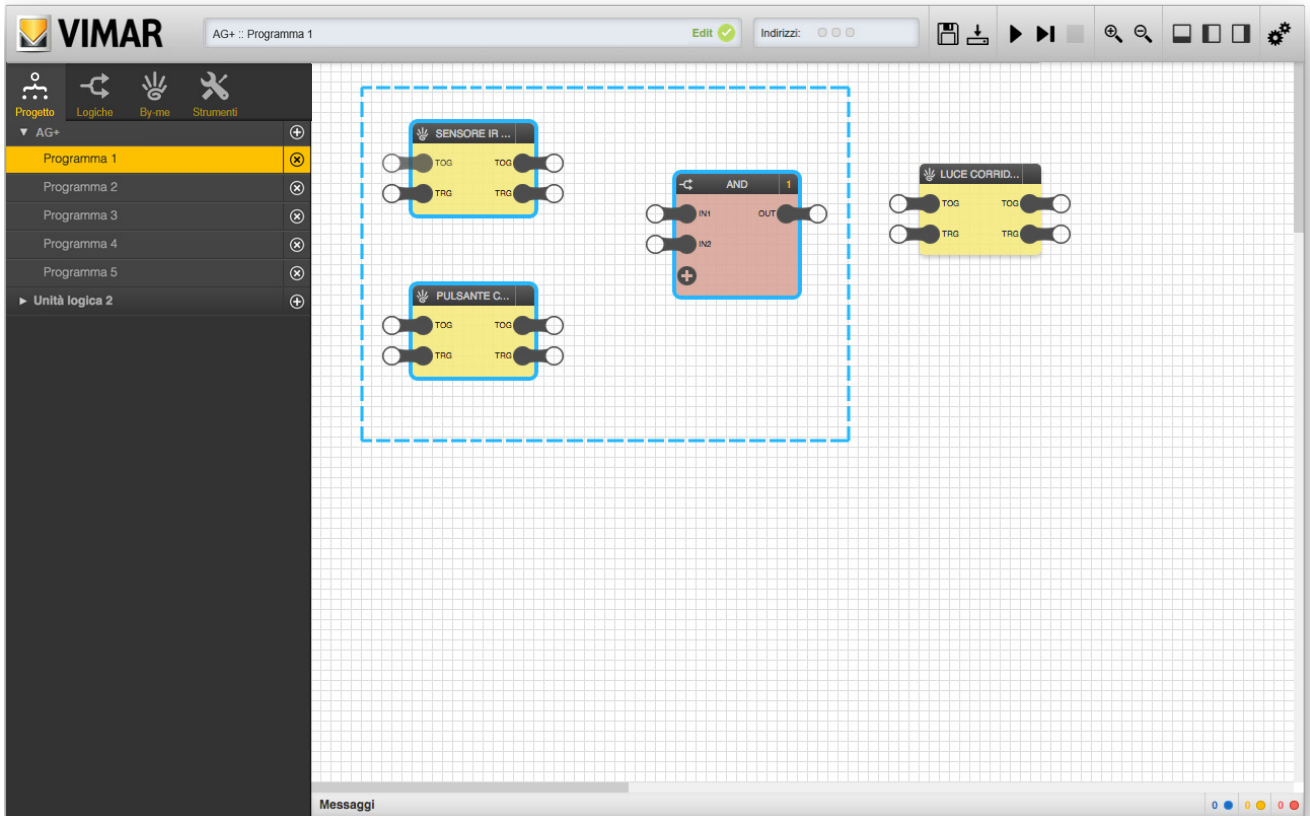 VIMAR
AG+ :: Programma 1
Edit
Indirizzi:
Progetto
Logiche
By-me
Strumenti
AG+
Programma 1
Programma 2
Programma 3
Programma 4
Programma 5
Unità logica 2
SENSORE IR ...
TOG TOG
TRG TRG
PULSANTE C...
TOG TOG
TRG TRG
AND 1
IN1 OUT
IN2
LUCE CORRID...
TOG TOG
TRG TRG
Messaggi
0 0 0